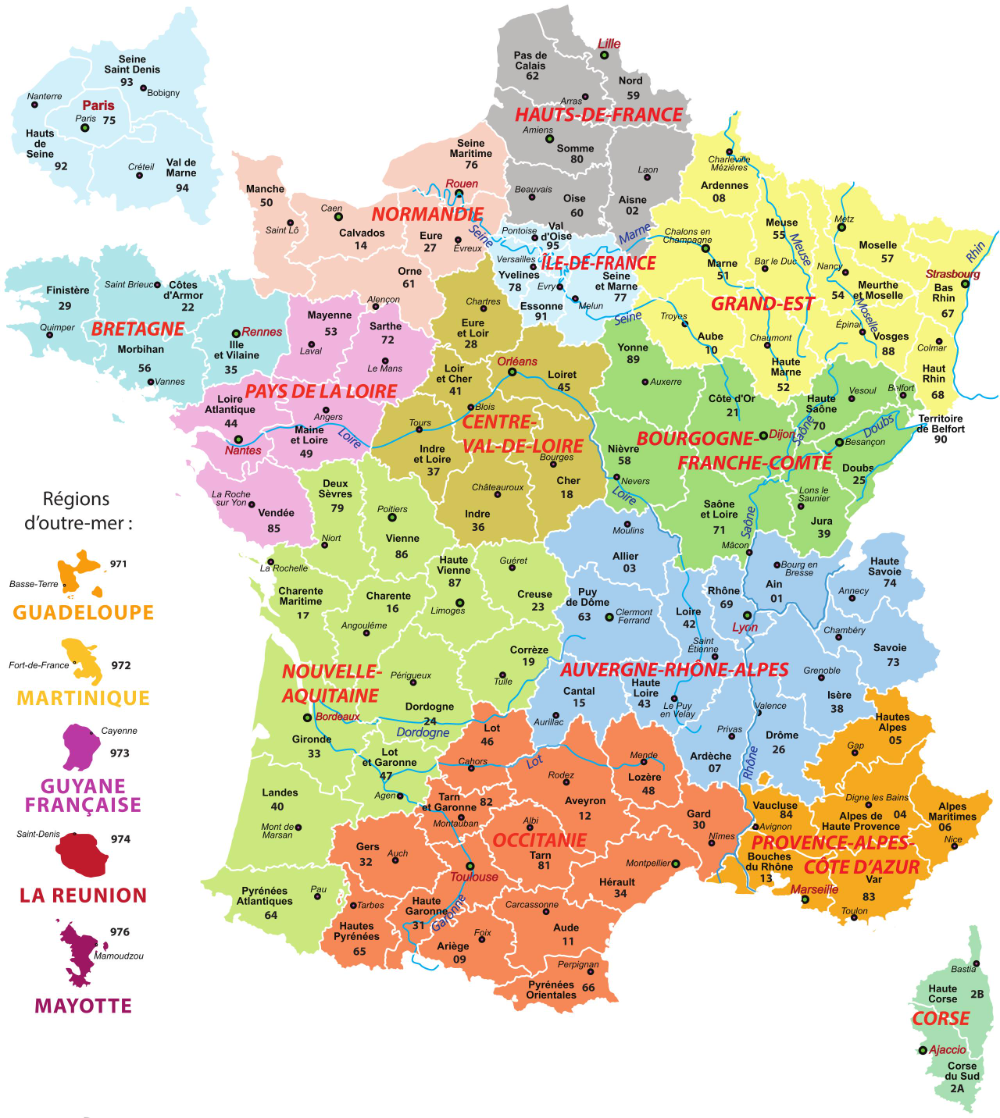 Seine
Saint Denis
93
Bobigny
Nanterre
Paris
Paris
75
Hauts
de
Seine
92
Créteil
Val de
Marne
94
Pas de
Calais
62
Lille
Nord
59
Arras
HAUTS-DE-FRANCE
Amiens
Somme
80
Laon
Beauvais
Oise
60
Aisne
02
Seine
Maritime
76
Rouen
NORMANDIE
Manche
50
Saint Lô
Caen
Calvados
14
Eure
27
Évreux
Seine
Orne
61
Alençon
Pontoise
Val
d'Oise
95
Versailles
ÎLE-DE-FRANCE
Yvelines
78
Evry
Melun
Seine
et Marne
77
Essonne
91
Marne
Seine
Charleville
Mézières
Ardennes
08
Meuse
55
Metz
Moselle
57
Chalons en
Champagne
Marne
51
Bar le Duc
Meuse
Nancy
54
Meurthe
et Moselle
Strasbourg
Bas
Rhin
67
Rhin
GRAND-EST
Troyes
Aube
10
Chaumont
Haute
Marne
52
Moselle
Épinal
Vosges
88
Colmar
Haut
Rhin
68
Finistère
29
Saint Brieuc
Côtes
d'Armor
22
Quimper
BRETAGNE
Rennes
Ille
et Vilaine
35
Morbihan
56
Vannes
Mayenne
53
Laval
Sarthe
72
Le Mans
PAYS DE LA LOIRE
Loire
Atlantique
44
Nantes
Angers
Maine
et Loire
49
Loire
La Roche
sur Yon
Vendée
85
Chartres
Eure
et Loir
28
Orléans
Loir
et Cher
41
Loiret
45
Blois
Tours
CENTRE-
VAL-DE-LOIRE
Indre
et Loire
37
Bourges
Cher
18
Châteauroux
Indre
36
Yonne
89
Auxerre
Côte d'Or
21
Dijon
Haute
Saône
70
Vesoul
Belfort
Territoire
de Belfort
90
Saône
Doubs
Besançon
BOURGOGNE-
FRANCHE-COMTE
Nièvre
58
Nevers
Loire
Doubs
25
Saône
et Loire
71
Saône
Lons le
Saunier
Jura
39
Mâcon
Deux
Sèvres
79
Poitiers
Niort
Vienne
86
La Rochelle
Charente
Maritime
17
Charente
16
Angoulême
Haute
Vienne
87
Limoges
Guéret
Creuse
23
Corrèze
19
Tulle
NOUVELLE-
AQUITAINE
Périgueux
Dordogne
24
Dordogne
Bordeaux
Gironde
33
Lot
et Garonne
47
Agen
Landes
40
Mont de
Marsan
Pyrénées
Atlantiques
64
Pau
Moulins
Allier
03
Puy
de Dôme
63
Clermont
Ferrand
Loire
42
Rhône
69
Lyon
Bourg en
Bresse
Ain
01
Haute
Savoie
74
Annecy
Chambéry
Savoie
73
Saint
Étienne
AUVERGNE-RHÔNE-ALPES
Grenoble
Isère
38
Cantal
15
Aurillac
Haute
Loire
43
Le Puy
en Velay
Valence
Privas
Ardèche
07
Drôme
26
Rhône
Lot
46
Cahors
Lot
Mende
Lozère
48
Rodez
Aveyron
12
Tarn
et Garonne
82
Montauban
Albi
OCCITANIE
Tarn
81
Gard
30
Nîmes
Montpellier
Hérault
34
Gers
32
Auch
Toulouse
Tarbes
Hautes
Pyrénées
65
Haute
Garonne
31
Garonne
Carcassonne
Aude
11
Foix
Ariège
09
Perpignan
Pyrénées
Orientales
66
Hautes
Alpes
05
Gap
Digne les Bains
Alpes de
Haute Provence
04
Alpes
Maritimes
06
Nice
Vaucluse
84
Avignon
PROVENCE-ALPES-
CÔTE D'AZUR
Bouches
du Rhône
13
Marseille
Var
83
Toulon
Bastia
Haute
Corse
2B
CORSE
Ajaccio
Corse
du Sud
2A
Régions
d'outre-mer :
971
Basse-Terre
GUADELOUPE
Fort-de-France
972
MARTINIQUE
Cayenne
973
GUYANE
FRANÇAISE
Saint-Denis
974
LA REUNION
976
Mamoudzou
MAYOTTE